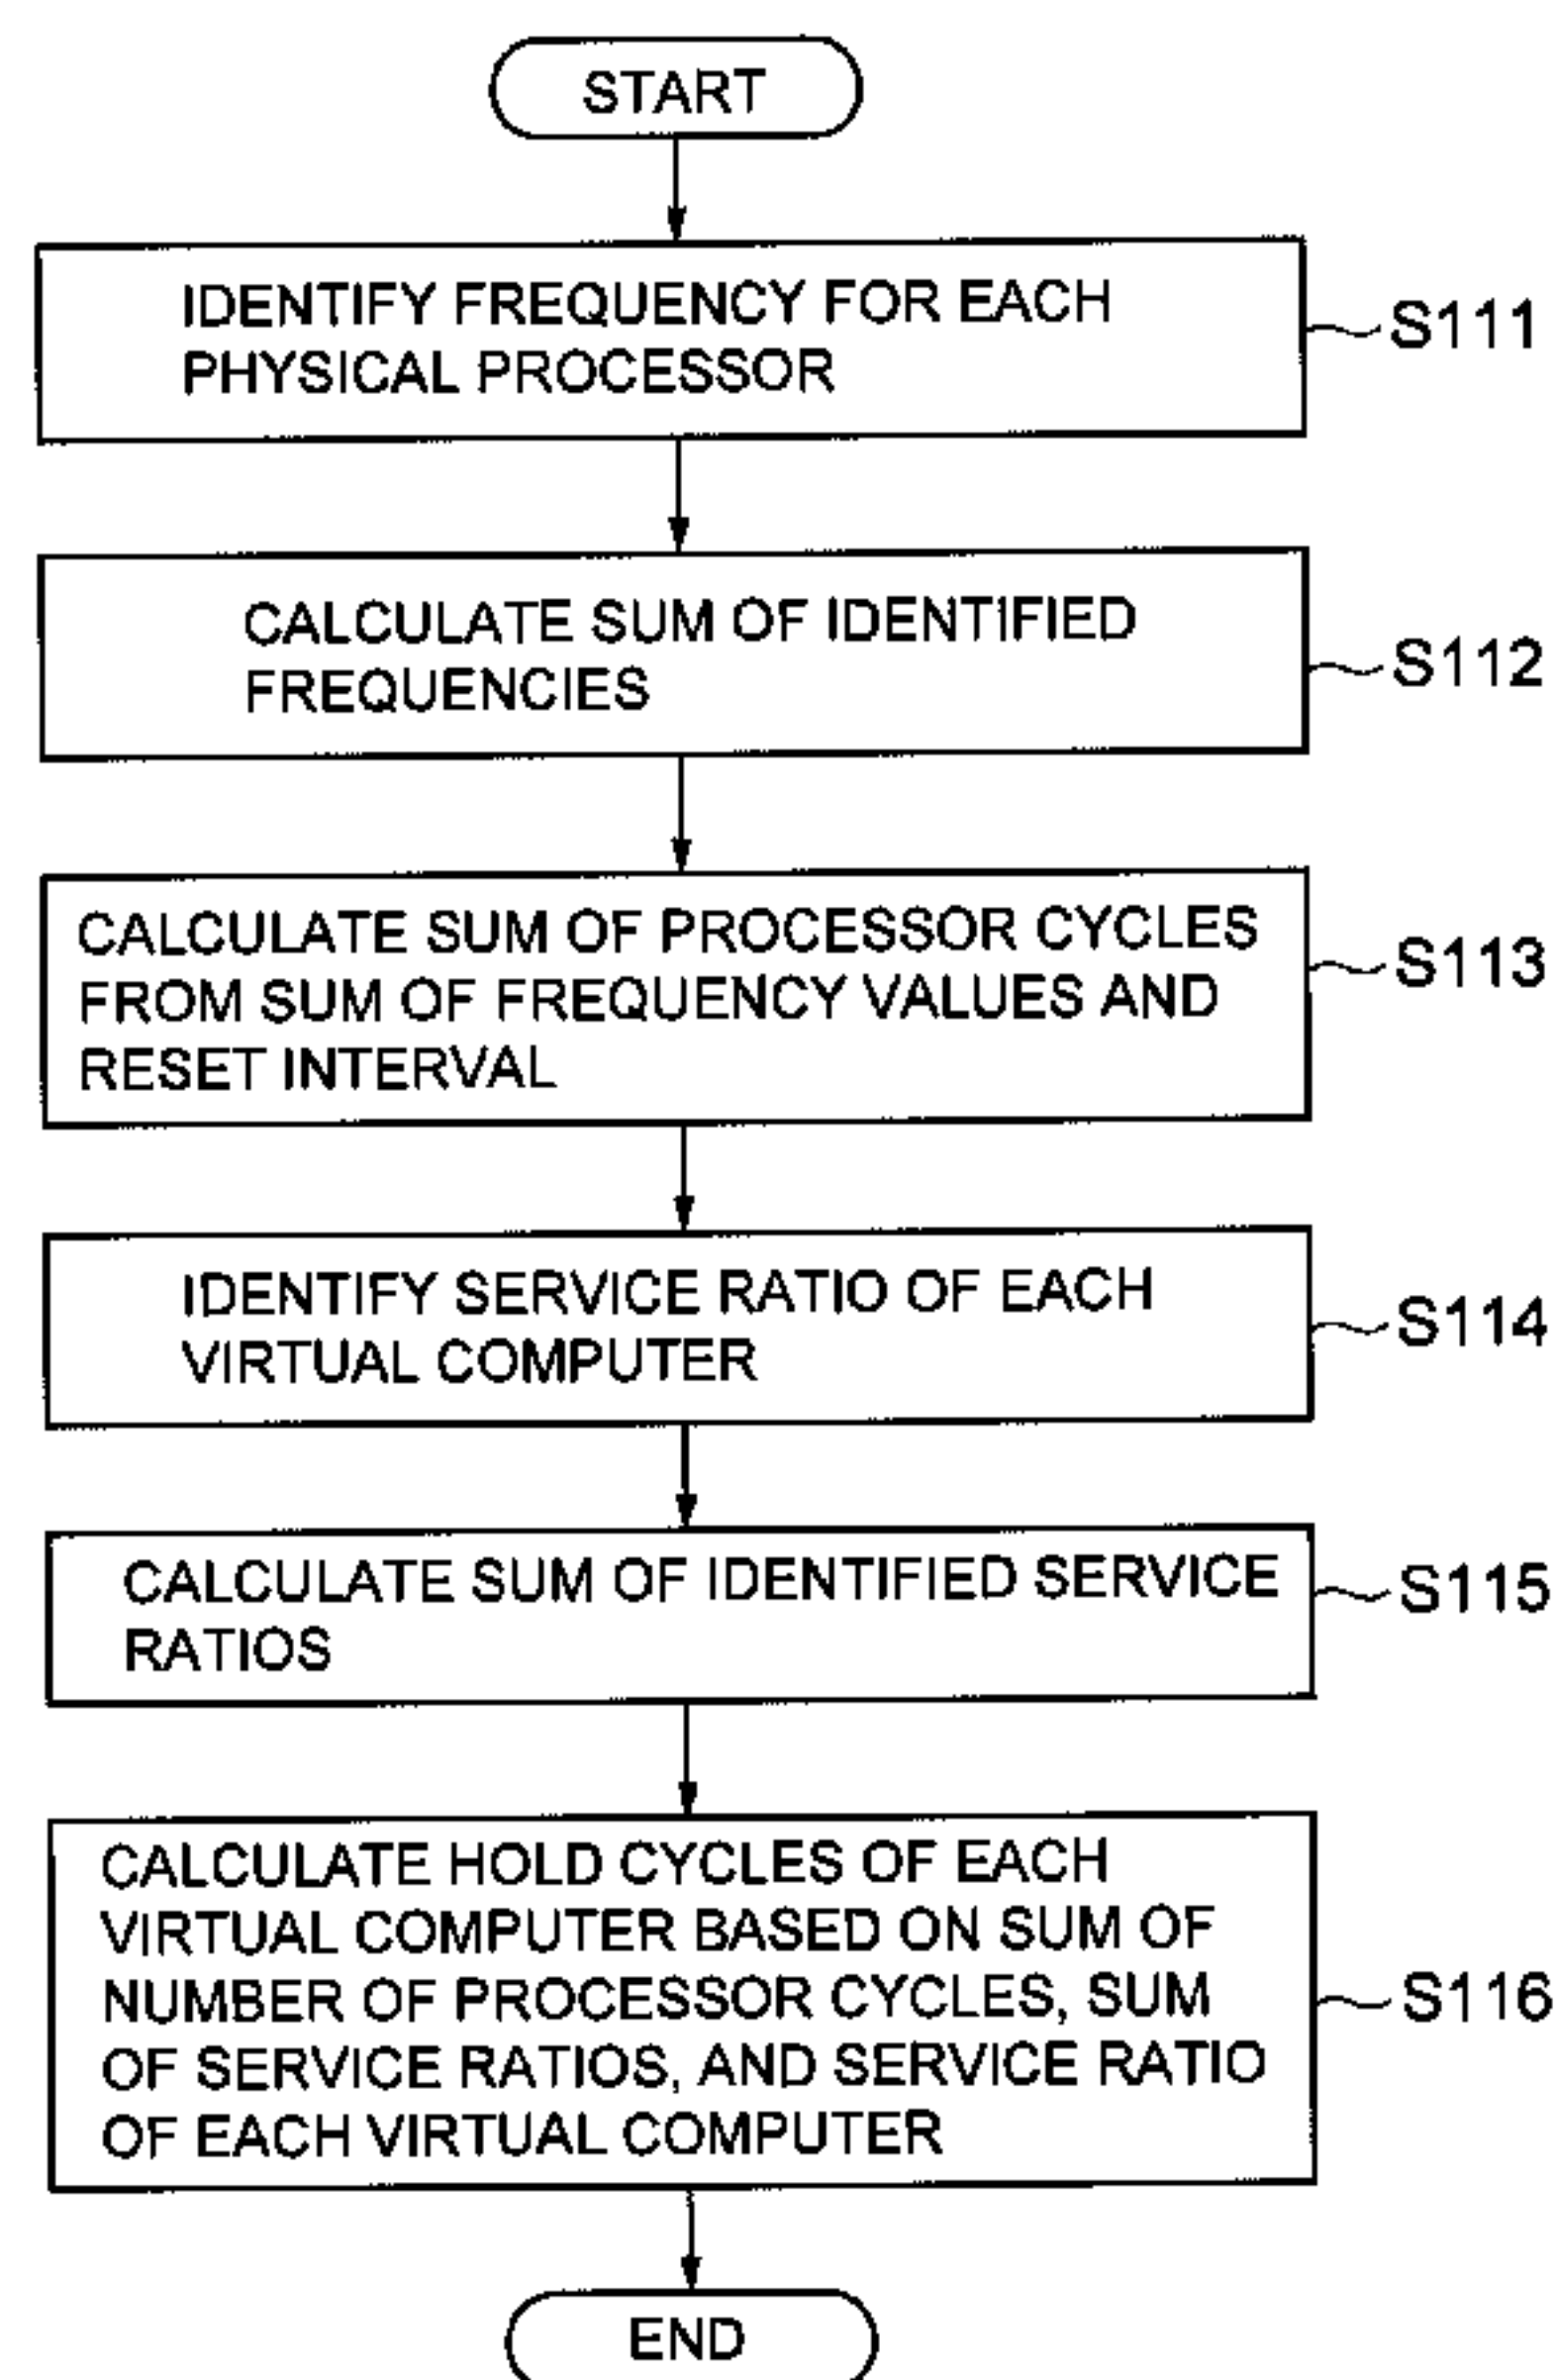 START
IDENTIFY FREQUENCY FOR EACH
PHYSICAL PROCESSOR
S111
CALCULATE SUM OF IDENTIFIED
FREQUENCIES
S112
CALCULATE SUM OF PROCESSOR CYCLES
FROM SUM OF FREQUENCY VALUES AND
RESET INTERVAL
S113
IDENTIFY SERVICE RATIO OF EACH
VIRTUAL COMPUTER
S114
CALCULATE SUM OF IDENTIFIED SERVICE
RATIOS
S115
CALCULATE HOLD CYCLES OF EACH
VIRTUAL COMPUTER BASED ON SUM OF
NUMBER OF PROCESSOR CYCLES, SUM
OF SERVICE RATIOS, AND SERVICE RATIO
OF EACH VIRTUAL COMPUTER
S116
END